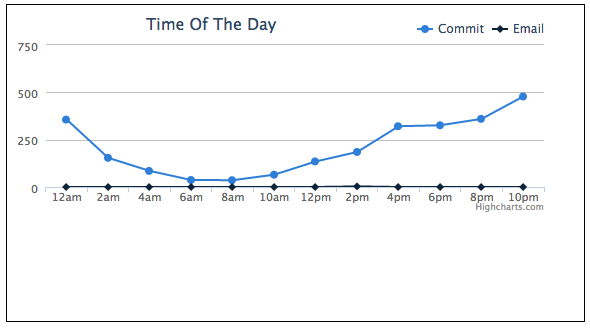 Time Of The Day
Commit Email
750
500
250
0
12am 2am 4am 6am 8am 10am 12pm 2pm 4pm 6pm 8pm 10pm
Highcharts.com